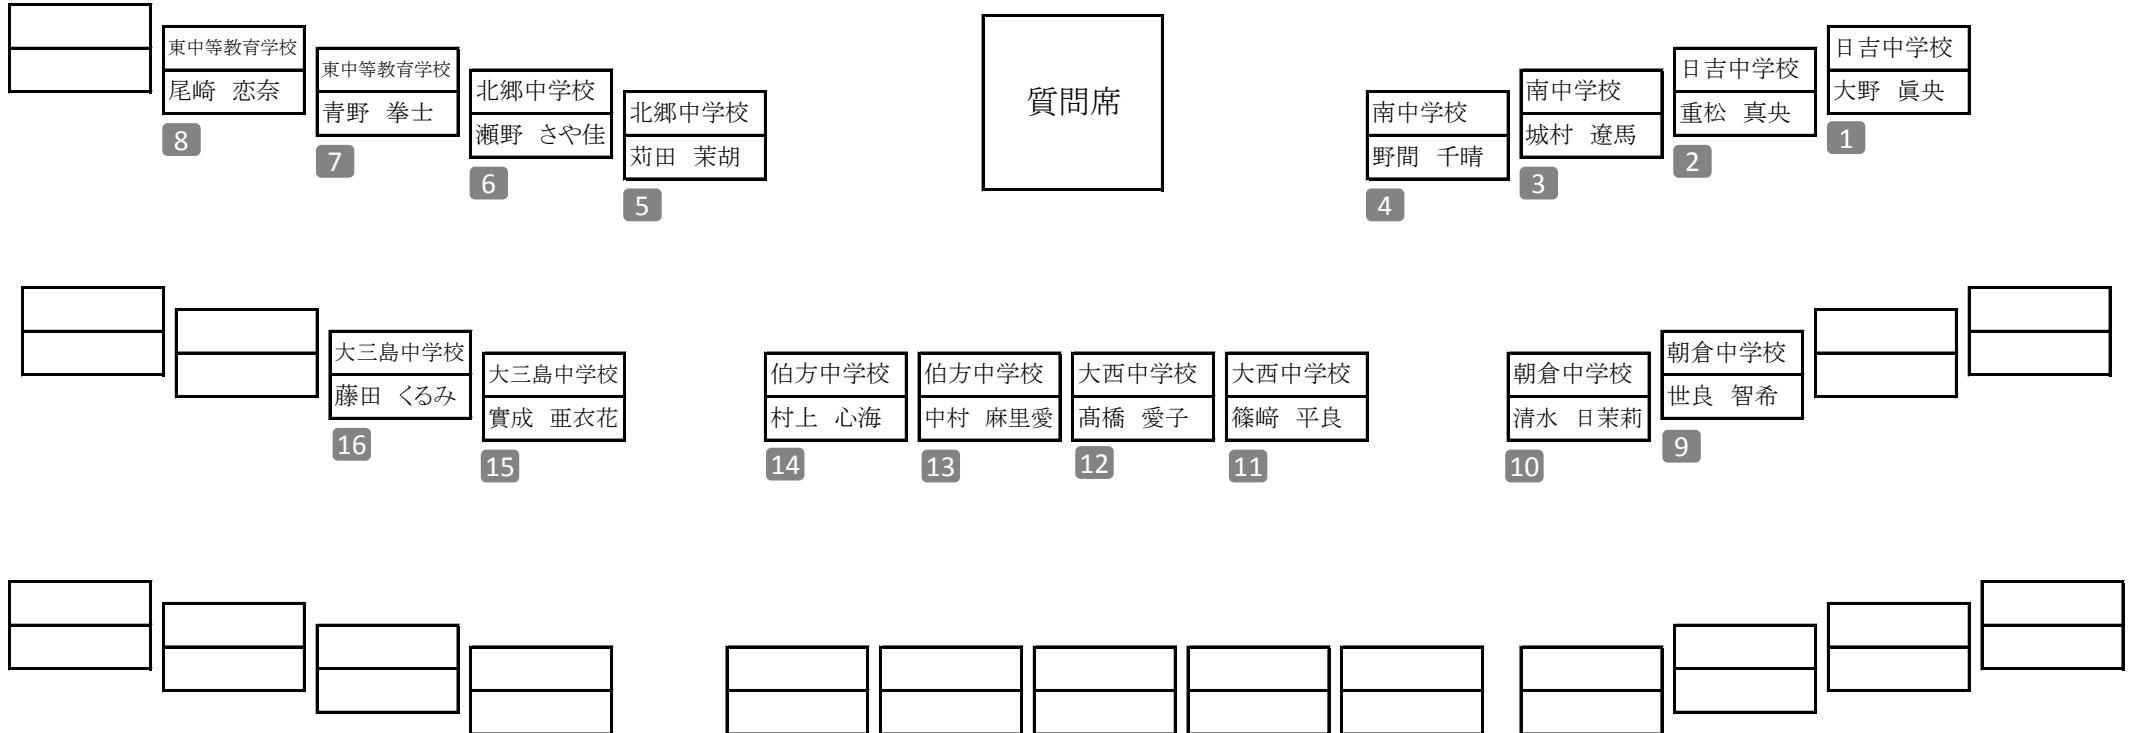 東中等教育学校
尾崎 恋奈
8
東中等教育学校
青野 拳士
7
北郷中学校
瀬野 さや佳
6
北郷中学校
苅田 茉胡
5
質問席
南中学校
野間 千晴
4
南中学校
城村 遼馬
3
日吉中学校
重松 真央
2
日吉中学校
大野 眞央
1
大三島中学校
藤田 くるみ
16
大三島中学校
實成 亜衣花
15
伯方中学校
村上 心海
14
伯方中学校
中村 麻里愛
13
大西中学校
髙橋 愛子
12
大西中学校
篠﨑 平良
11
朝倉中学校
清水 日茉莉
10
朝倉中学校
世良 智希
9